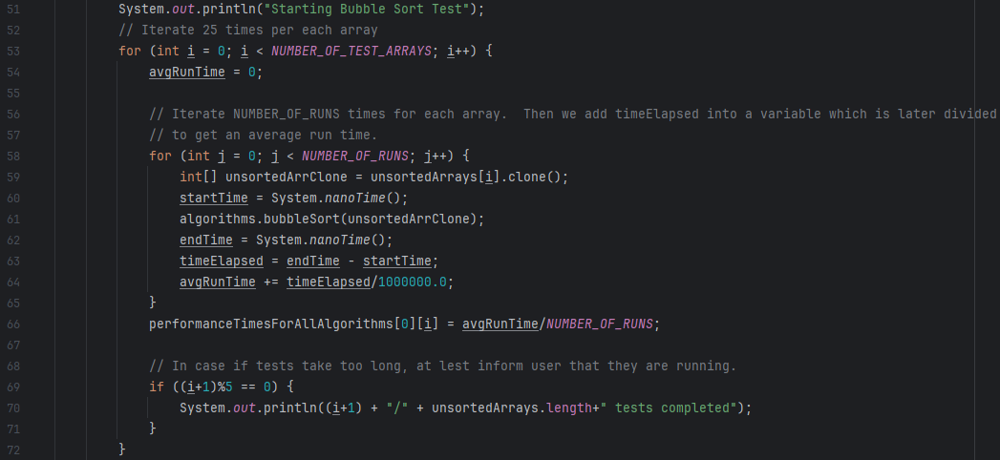 51 System.out.println("Starting Bubble Sort Test");
52 // Iterate 25 times per each array
53 for (int i = 0; i < NUMBER_OF_TEST_ARRAYS; i++) {
54 avgRunTime = 0;
55
56 // Iterate NUMBER_OF_RUNS times for each array.  Then we add timeElapsed into a variable which is later divided
57 // to get an average run time.
58 for (int j = 0; j < NUMBER_OF_RUNS; j++) {
59 int[] unsortedArrClone = unsortedArrays[i].clone();
60 startTime = System.nanoTime();
61 algorithms.bubbleSort(unsortedArrClone);
62 endTime = System.nanoTime();
63 timeElapsed = endTime - startTime;
64 avgRunTime += timeElapsed/1000000.0;
65 }
66 performanceTimesForAllAlgorithms[0][i] = avgRunTime/NUMBER_OF_RUNS;
67
68 // In case if tests take too long, at lest inform user that they are running.
69 if ((i+1)%5 == 0) {
70 System.out.println((i+1) + "/" + unsortedArrays.length+" tests completed");
71 }
72 }